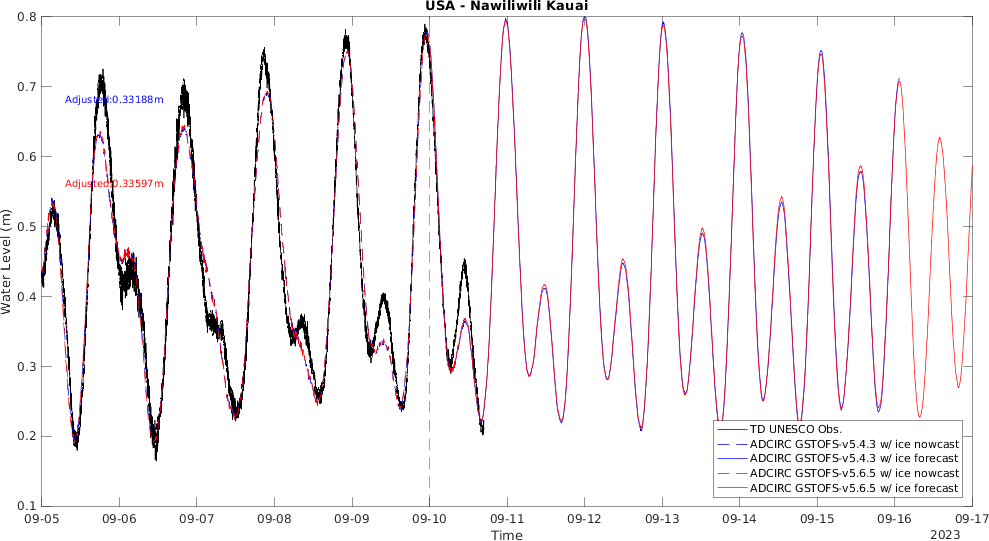 USA - Nawiliwili Kauai
0.8
0.7
0.6
0.5
0.4
0.3
0.2
0.1
Water Level (m)
Adjusted:0.33188m
Adjusted:0.33597m
TD UNESCO Obs.
ADCIRC GSTOFS-v5.4.3 w/ ice nowcast
ADCIRC GSTOFS-v5.4.3 w/ ice forecast
ADCIRC GSTOFS-v5.6.5 w/ ice nowcast
ADCIRC GSTOFS-v5.6.5 w/ ice forecast
09-05 09-06 09-07 09-08 09-09 09-10 09-11 09-12 09-13 09-14 09-15 09-16 09-17
Time
2023